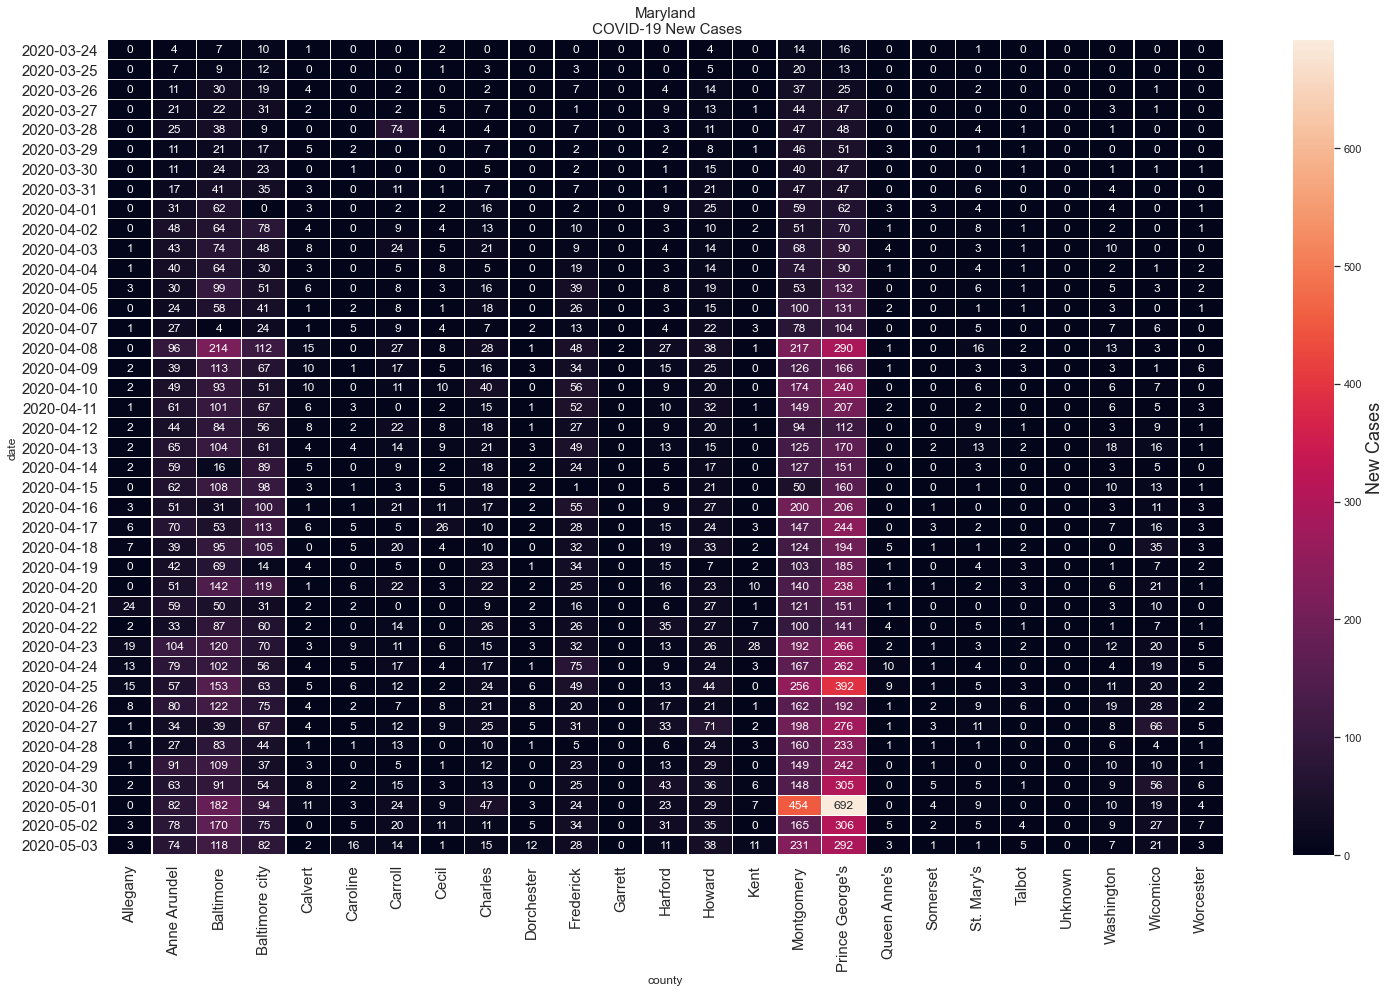 Maryland
COVID-19 New Cases
2020-03-24 0 4 7 10 1 0 0 2 0 0 0 0 0 4 0 14 16 0 0 1 0 0 0 0 0
2020-03-25 0 7 9 12 0 0 0 1 3 0 3 0 0 5 0 20 13 0 0 0 0 0 0 0 0
2020-03-26 0 11 30 19 4 0 2 0 2 0 7 0 4 14 0 37 25 0 0 2 0 0 0 1 0
2020-03-27 0 21 22 31 2 0 2 5 7 0 1 0 9 13 1 44 47 0 0 0 0 0 3 1 0
2020-03-28 0 25 38 9 0 0 74 4 4 0 7 0 3 11 0 47 48 0 0 4 1 0 1 0 0
2020-03-29 0 11 21 17 5 2 0 0 7 0 2 0 2 8 1 46 51 3 0 1 1 0 0 0 0
2020-03-30 0 11 24 23 0 1 0 0 5 0 2 0 1 15 0 40 47 0 0 0 1 0 1 1 1
2020-03-31 0 17 41 35 3 0 11 1 7 0 7 0 1 21 0 47 47 0 0 6 0 0 4 0 0
2020-04-01 0 31 62 0 3 0 2 2 16 0 2 0 9 25 0 59 62 3 3 4 0 0 4 0 1
2020-04-02 0 48 64 78 4 0 9 4 13 0 10 0 3 10 2 51 70 1 0 8 1 0 2 0 1
2020-04-03 1 43 74 48 8 0 24 5 21 0 9 0 4 14 0 68 90 4 0 3 1 0 10 0 0
2020-04-04 1 40 64 30 3 0 5 8 5 0 19 0 3 14 0 74 90 1 0 4 1 0 2 1 2
2020-04-05 3 30 99 51 6 0 8 3 16 0 39 0 8 19 0 53 132 0 0 6 1 0 5 3 2
2020-04-06 0 24 58 41 1 2 8 1 18 0 26 0 3 15 0 100 131 2 0 1 1 0 3 0 1
2020-04-07 1 27 4 24 1 5 9 4 7 2 13 0 4 22 3 78 104 0 0 5 0 0 7 6 0
2020-04-08 0 96 214 112 15 0 27 8 28 1 48 2 27 38 1 217 290 1 0 16 2 0 13 3 0
2020-04-09 2 39 113 67 10 1 17 5 16 3 34 0 15 25 0 126 166 1 0 3 3 0 3 1 6
2020-04-10 2 49 93 51 10 0 11 10 40 0 56 0 9 20 0 174 240 0 0 6 0 0 6 7 0
2020-04-11 1 61 101 67 6 3 0 2 15 1 52 0 10 32 1 149 207 2 0 2 0 0 6 5 3
2020-04-12 2 44 84 56 8 2 22 8 18 1 27 0 9 20 1 94 112 0 0 9 1 0 3 9 1
2020-04-13 2 65 104 61 4 4 14 9 21 3 49 0 13 15 0 125 170 0 2 13 2 0 18 16 1
2020-04-14 2 59 16 89 5 0 9 2 18 2 24 0 5 17 0 127 151 0 0 3 0 0 3 5 0
2020-04-15 0 62 108 98 3 1 3 5 18 2 1 0 5 21 0 50 160 0 0 1 0 0 10 13 1
2020-04-16 3 51 31 100 1 1 21 11 17 2 55 0 9 27 0 200 206 0 1 0 0 0 3 11 3
2020-04-17 6 70 53 113 6 5 5 26 10 2 28 0 15 24 3 147 244 0 3 2 0 0 7 16 3
2020-04-18 7 39 95 105 0 5 20 4 10 0 32 0 19 33 2 124 194 5 1 1 2 0 0 35 3
2020-04-19 0 42 69 14 4 0 5 0 23 1 34 0 15 7 2 103 185 1 0 4 3 0 1 7 2
2020-04-20 0 51 142 119 1 6 22 3 22 2 25 0 16 23 10 140 238 1 1 2 3 0 6 21 1
2020-04-21 24 59 50 31 2 2 0 0 9 2 16 0 6 27 1 121 151 1 0 0 0 0 3 10 0
2020-04-22 2 33 87 60 2 0 14 0 26 3 26 0 35 27 7 100 141 4 0 5 1 0 1 7 1
2020-04-23 19 104 120 70 3 9 11 6 15 3 32 0 13 26 28 192 266 2 1 3 2 0 12 20 5
2020-04-24 13 79 102 56 4 5 17 4 17 1 75 0 9 24 3 167 262 10 1 4 0 0 4 19 5
2020-04-25 15 57 153 63 5 6 12 2 24 6 49 0 13 44 0 256 392 9 1 5 3 0 11 20 2
2020-04-26 8 80 122 75 4 2 7 8 21 8 20 0 17 21 1 162 192 1 2 9 6 0 19 28 2
2020-04-27 1 34 39 67 4 5 12 9 25 5 31 0 33 71 2 198 276 1 3 11 0 0 8 66 5
2020-04-28 1 27 83 44 1 1 13 0 10 1 5 0 6 24 3 160 233 1 1 1 0 0 6 4 1
2020-04-29 1 91 109 37 3 0 5 1 12 0 23 0 13 29 0 149 242 0 1 0 0 0 10 10 1
2020-04-30 2 63 91 54 8 2 15 3 13 0 25 0 43 36 6 148 305 0 5 5 1 0 9 56 6
2020-05-01 0 82 182 94 11 3 24 9 47 3 24 0 23 29 7 454 692 0 4 9 0 0 10 19 4
2020-05-02 3 78 170 75 0 5 20 11 11 5 34 0 31 35 0 165 306 5 2 5 4 0 9 27 7
2020-05-03 3 74 118 82 2 16 14 1 15 12 28 0 11 38 11 231 292 3 1 1 5 0 7 21 3
date
Allegany
Anne Arundel
Baltimore
Baltimore city
Calvert
Caroline
Carroll
Cecil
Charles
Dorchester
Frederick
Garrett
Harford
Howard
Kent
Montgomery
Prince George's
Queen Anne's
Somerset
St. Mary's
Talbot
Unknown
Washington
Wicomico
Worcester
county
600
500
400
300
200
100
0
New Cases